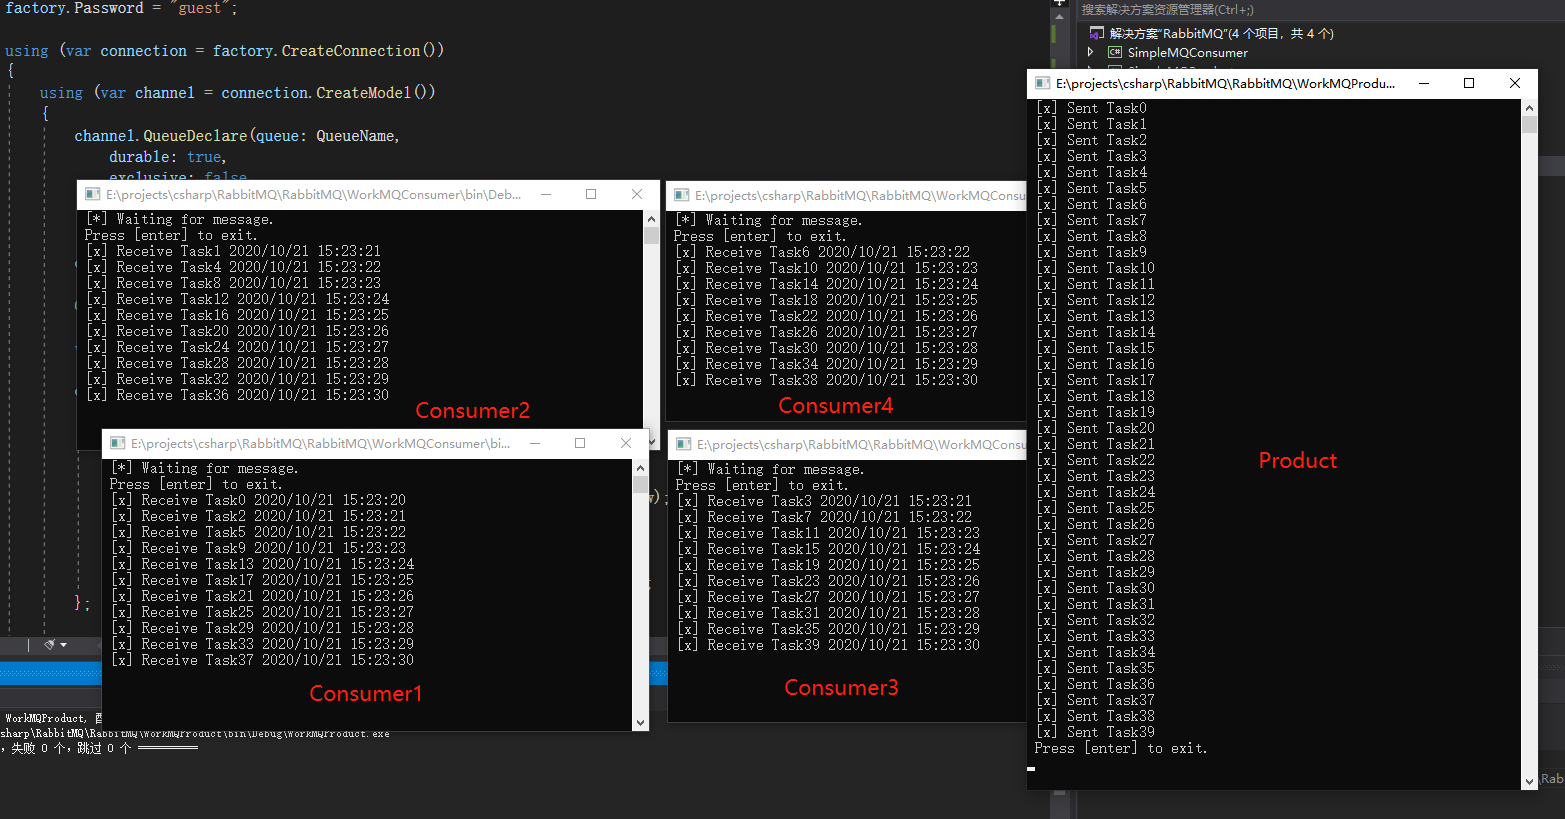 factory.Password = "guest";
using (var connection = factory.CreateConnection())
{
using (var channel = connection.CreateModel())
{
channel.QueueDeclare(queue: QueueName,
durable: true,
exclusive: false
};
搜索解决方案资源管理器(Ctrl+;)
解决方案"RabbitMQ"(4 个项目，共 4 个)
C# SimpleMQConsumer
E:\projects\csharp\RabbitMQ\RabbitMQ\WorkMQConsumer\bin\Deb...
[*] Waiting for message.
Press [enter] to exit.
[x] Receive Task1 2020/10/21 15:23:21
[x] Receive Task4 2020/10/21 15:23:22
[x] Receive Task8 2020/10/21 15:23:23
[x] Receive Task12 2020/10/21 15:23:24
[x] Receive Task16 2020/10/21 15:23:25
[x] Receive Task20 2020/10/21 15:23:26
[x] Receive Task24 2020/10/21 15:23:27
[x] Receive Task28 2020/10/21 15:23:28
[x] Receive Task32 2020/10/21 15:23:29
[x] Receive Task36 2020/10/21 15:23:30
Consumer2
E:\projects\csharp\RabbitMQ\RabbitMQ\WorkMQConsu
[*] Waiting for message.
Press [enter] to exit.
[x] Receive Task6 2020/10/21 15:23:22
[x] Receive Task10 2020/10/21 15:23:23
[x] Receive Task14 2020/10/21 15:23:24
[x] Receive Task18 2020/10/21 15:23:25
[x] Receive Task22 2020/10/21 15:23:26
[x] Receive Task26 2020/10/21 15:23:27
[x] Receive Task30 2020/10/21 15:23:28
[x] Receive Task34 2020/10/21 15:23:29
[x] Receive Task38 2020/10/21 15:23:30
Consumer4
E:\projects\csharp\RabbitMQ\RabbitMQ\WorkMQConsumer\bi...
[*] Waiting for message.
Press [enter] to exit.
[x] Receive Task0 2020/10/21 15:23:20
[x] Receive Task2 2020/10/21 15:23:21
[x] Receive Task5 2020/10/21 15:23:22
[x] Receive Task9 2020/10/21 15:23:23
[x] Receive Task13 2020/10/21 15:23:24
[x] Receive Task17 2020/10/21 15:23:25
[x] Receive Task21 2020/10/21 15:23:26
[x] Receive Task25 2020/10/21 15:23:27
[x] Receive Task29 2020/10/21 15:23:28
[x] Receive Task33 2020/10/21 15:23:29
[x] Receive Task37 2020/10/21 15:23:30
Consumer1
E:\projects\csharp\RabbitMQ\RabbitMQ\WorkMQConsu
[*] Waiting for message.
Press [enter] to exit.
[x] Receive Task3 2020/10/21 15:23:21
[x] Receive Task7 2020/10/21 15:23:22
[x] Receive Task11 2020/10/21 15:23:23
[x] Receive Task15 2020/10/21 15:23:24
[x] Receive Task19 2020/10/21 15:23:25
[x] Receive Task23 2020/10/21 15:23:26
[x] Receive Task27 2020/10/21 15:23:27
[x] Receive Task31 2020/10/21 15:23:28
[x] Receive Task35 2020/10/21 15:23:29
[x] Receive Task39 2020/10/21 15:23:30
Consumer3
E:\projects\csharp\RabbitMQ\RabbitMQ\WorkMQProdu...
[x] Sent Task0
[x] Sent Task1
[x] Sent Task2
[x] Sent Task3
[x] Sent Task4
[x] Sent Task5
[x] Sent Task6
[x] Sent Task7
[x] Sent Task8
[x] Sent Task9
[x] Sent Task10
[x] Sent Task11
[x] Sent Task12
[x] Sent Task13
[x] Sent Task14
[x] Sent Task15
[x] Sent Task16
[x] Sent Task17
[x] Sent Task18
[x] Sent Task19
[x] Sent Task20
[x] Sent Task21
[x] Sent Task22
[x] Sent Task23
[x] Sent Task24
[x] Sent Task25
[x] Sent Task26
[x] Sent Task27
[x] Sent Task28
[x] Sent Task29
[x] Sent Task30
[x] Sent Task31
[x] Sent Task32
[x] Sent Task33
[x] Sent Task34
[x] Sent Task35
[x] Sent Task36
[x] Sent Task37
[x] Sent Task38
[x] Sent Task39
Press [enter] to exit.
Product
WorkMQProduct,
sharp\RabbitMQ\RabbitMQ\WorkMQProduct\bin\Debug\WorkMQProduct.exe
，失败 0 个，跳过 0 个 ==========
\Rab